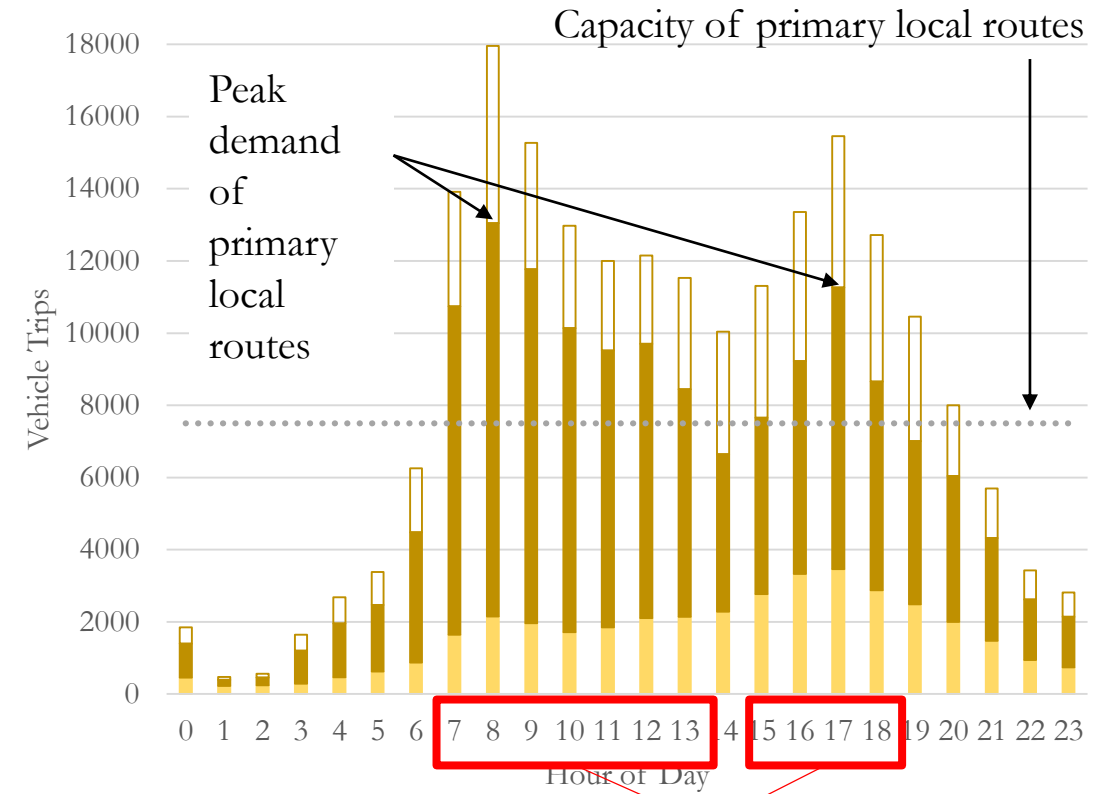 Capacity of primary local routes
Peak
demand
of
primary
local
routes
Vehicle Trips
18000
16000
14000
12000
10000
8000
6000
4000
2000
0
0 1 2 3 4 5 6 7 8 9 10 11 12 13 14 15 16 17 18 19 20 21 22 23
Hour of Day